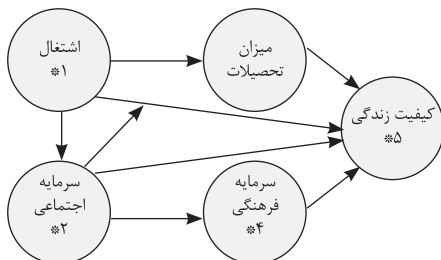 اشتغال
*۱
میزان
تحصیلات
کیفیت زندگی
*۵
سرمایه
اجتماعی
*۲
سرمایه
فرهنگی
*۴